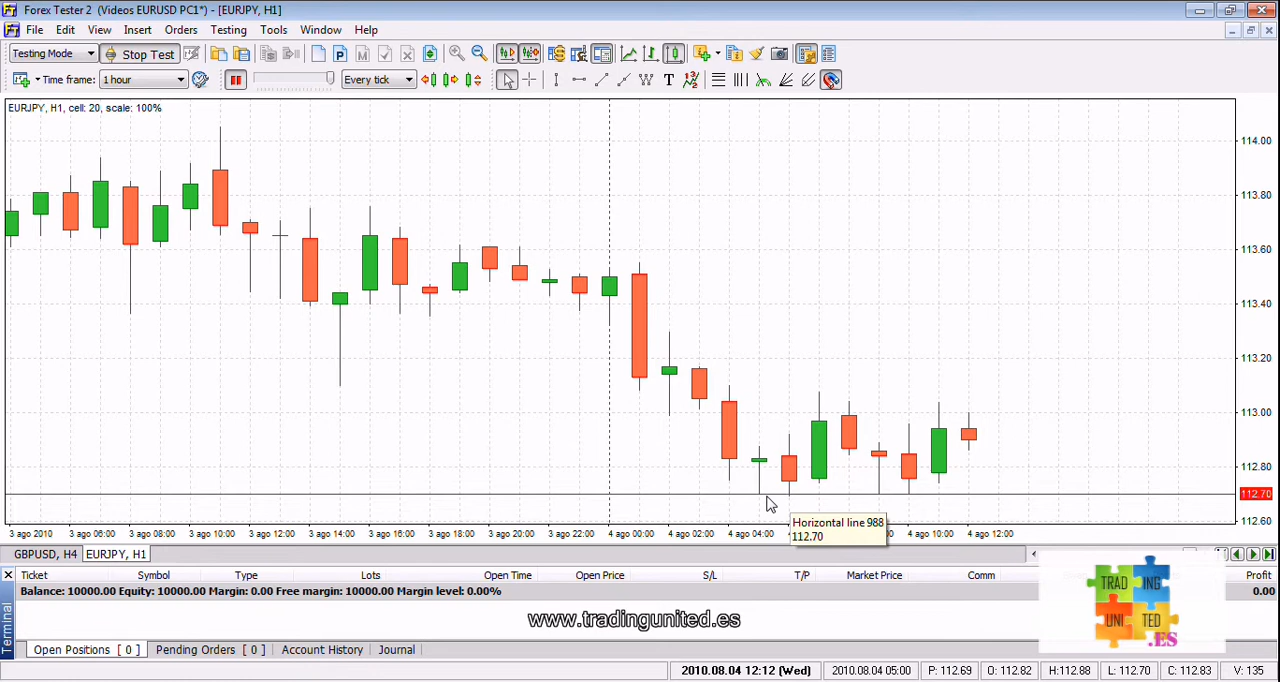 Forex Tester 2 (Videos EURUSD PC1*) - [EURJPY, H1]
File Edit View Insert Orders Testing Tools Window Help
Testing Mode Stop Test
Time frame: 1 hour Every tick
EURJPY, H1, cell: 20, scale: 100%
114.00
113.80
113.60
113.40
113.20
113.00
112.80
112.70
112.60
Horizontal line 988
112.70
3 ago 2010 3 ago 06:00 3 ago 08:00 3 ago 10:00 3 ago 12:00 3 ago 14:00 3 ago 16:00 3 ago 18:00 3 ago 20:00 3 ago 22:00 4 ago 00:00 4 ago 02:00 4 ago 04:00 4 ago 10:00 4 ago 12:00
GBPUSD, H4 EURJPY, H1
Ticket Symbol Type Lots Open Time Open Price S/L T/P Market Price Comm Profit
Balance: 10000.00 Equity: 10000.00 Margin: 0.00 Free margin: 10000.00 Margin level: 0.00% 0.00
TRAD ING
UNI TED
.ES
www.tradingunited.es
Terminal
Open Positions [ 0 ] Pending Orders [ 0 ] Account History Journal
2010.08.04 12:12 (Wed) 2010.08.04 05:00 P: 112.69 O: 112.82 H:112.88 L: 112.70 C: 112.83 V: 135